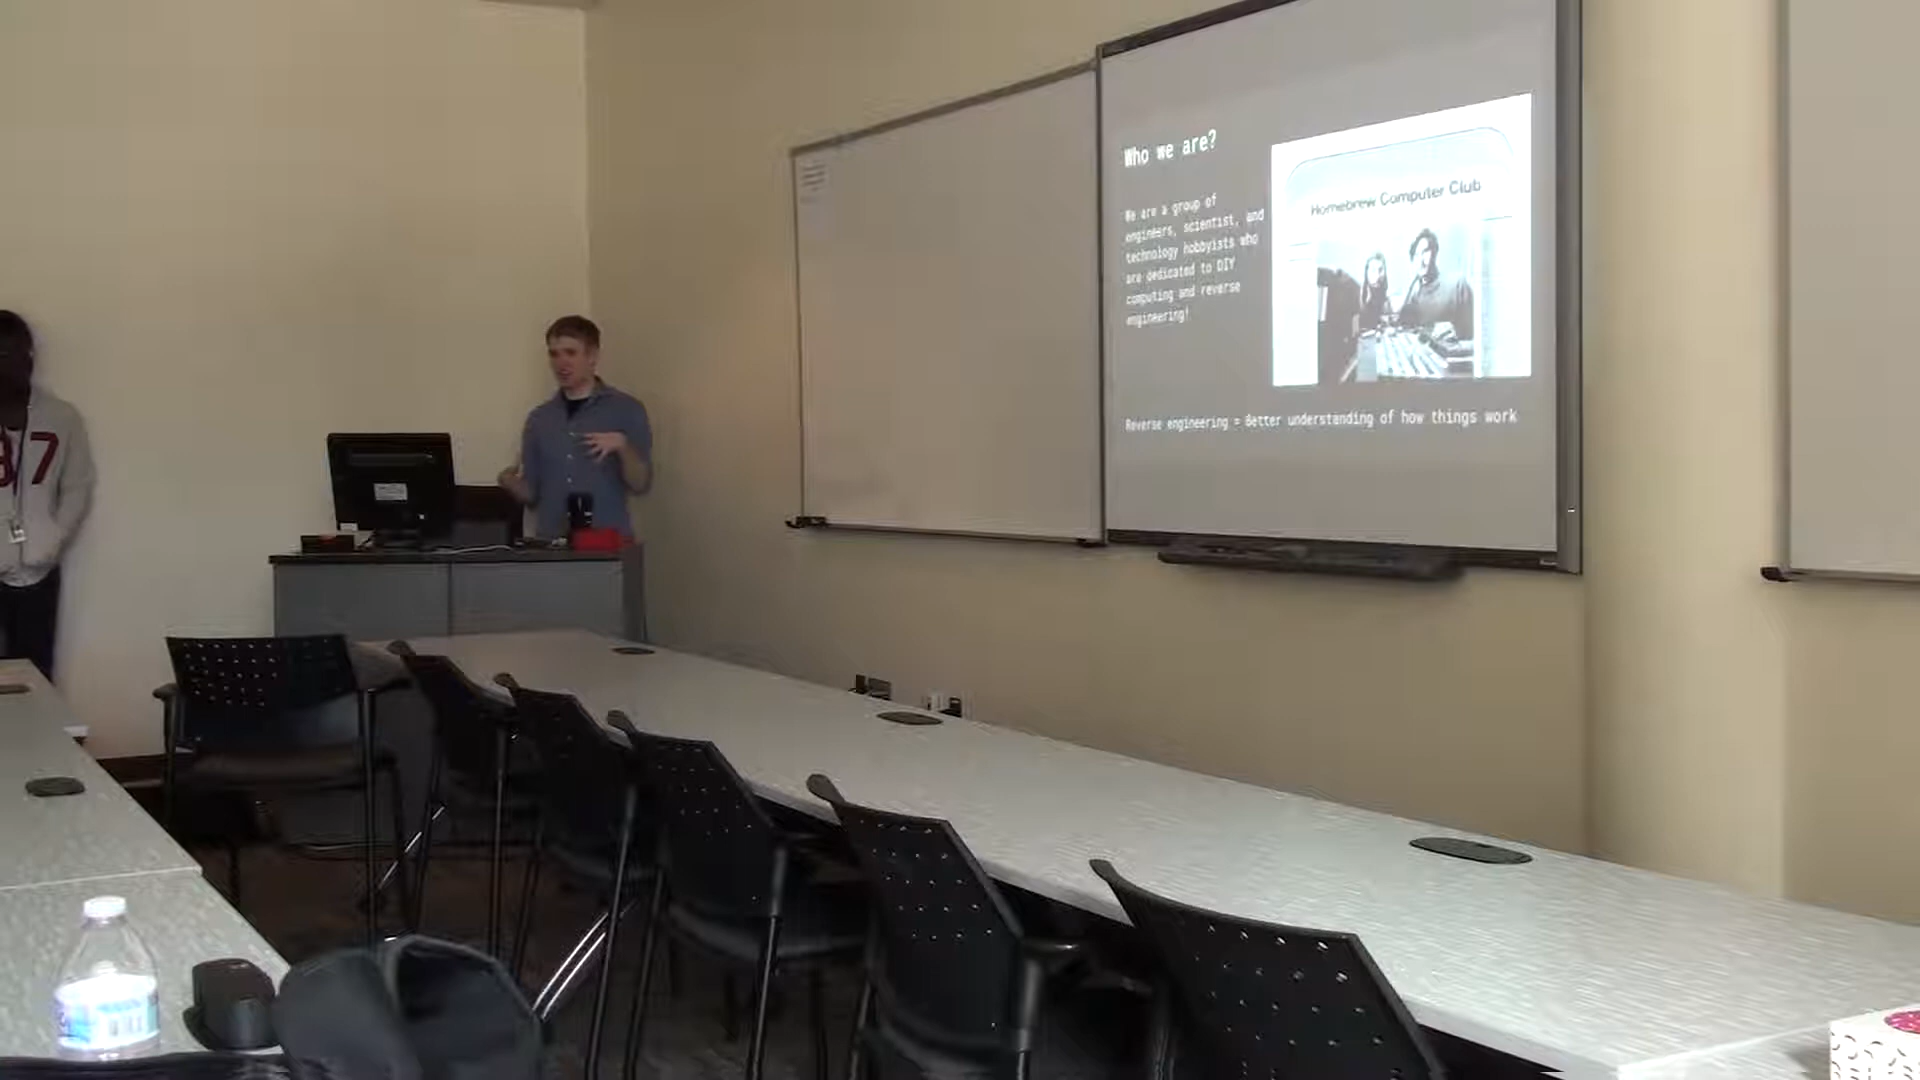 Who we are?
We are a group of
engineers, scientist, and
technology hobbyists who
are dedicated to DIY
computing and reverse
engineering!
Homebrew Computer Club
Reverse engineering = Better understanding of how things work
37